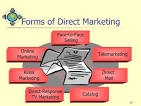 Forms of Direct Marketing
Face-to-Face
Selling
Online
Marketing
Telemarketing
Kiosk
Marketing
Direct
Mail
Direct-Response
TV Marketing
Catalog